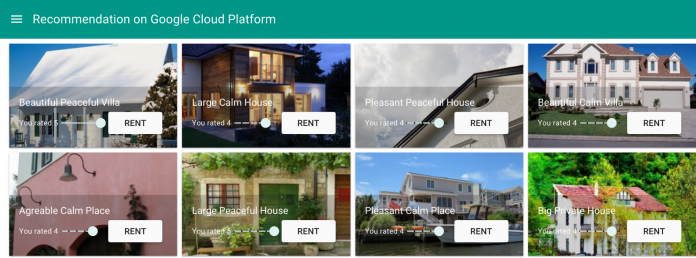 Recommendation on Google Cloud Platform
Beautiful Peaceful Villa
You rated 5
RENT
Large Calm House
You rated 4
RENT
Pleasant Peaceful House
You rated 4
RENT
Beautiful Calm Villa
You rated 4
RENT
Agreable Calm Place
You rated 4
RENT
Large Peaceful House
You rated 5
RENT
Pleasant Calm Place
You rated 4
RENT
Big Private House
You rated 4
RENT